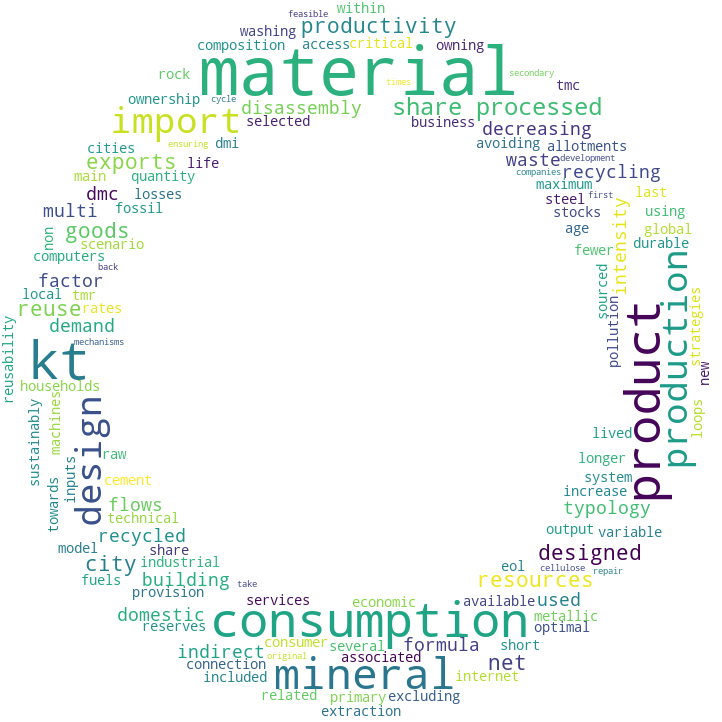 feasible
within
washing
productivity
composition
access
critical
owning
material
rock
times
secondary
tmc
ownership
cycle
disassembly
share processed
import
selected
business
decreasing
ensuring
dmi
avoiding
allotments
cities
exports
life
waste
development
main
quantity
companies
recycling
dmc
losses
maximum
multi
fossil
steel
first
last
stocks
using
non
goods
age
intensity
global
scenario
fewer
durable
computers
back
factor
sourced
local
tmr
production
reuse
rates
product
strategies
demand
pollution
reusability
mechanisms
kt
new
households
machines
design
loops
sustainably
lived
raw
longer
inputs
cement
system
towards
increase
flows
typology
technical
output
variable
recycled
model
share
designed
city
industrial
eol
cellulose
repair
fuels
building
take
resources
provision
services
economic
available
used
domestic
consumption
metallic
reserves
optimal
consumer
several
formula
short
indirect
original
associated
net
connection
mineral
internet
included
related
primary
excluding
extraction